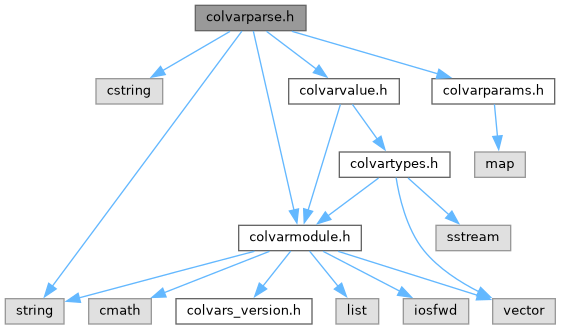 colvarparse.h
cstring
colvarvalue.h
colvarparams.h
colvartypes.h
map
colvarmodule.h
sstream
string
cmath
colvars_version.h
list
iosfwd
vector